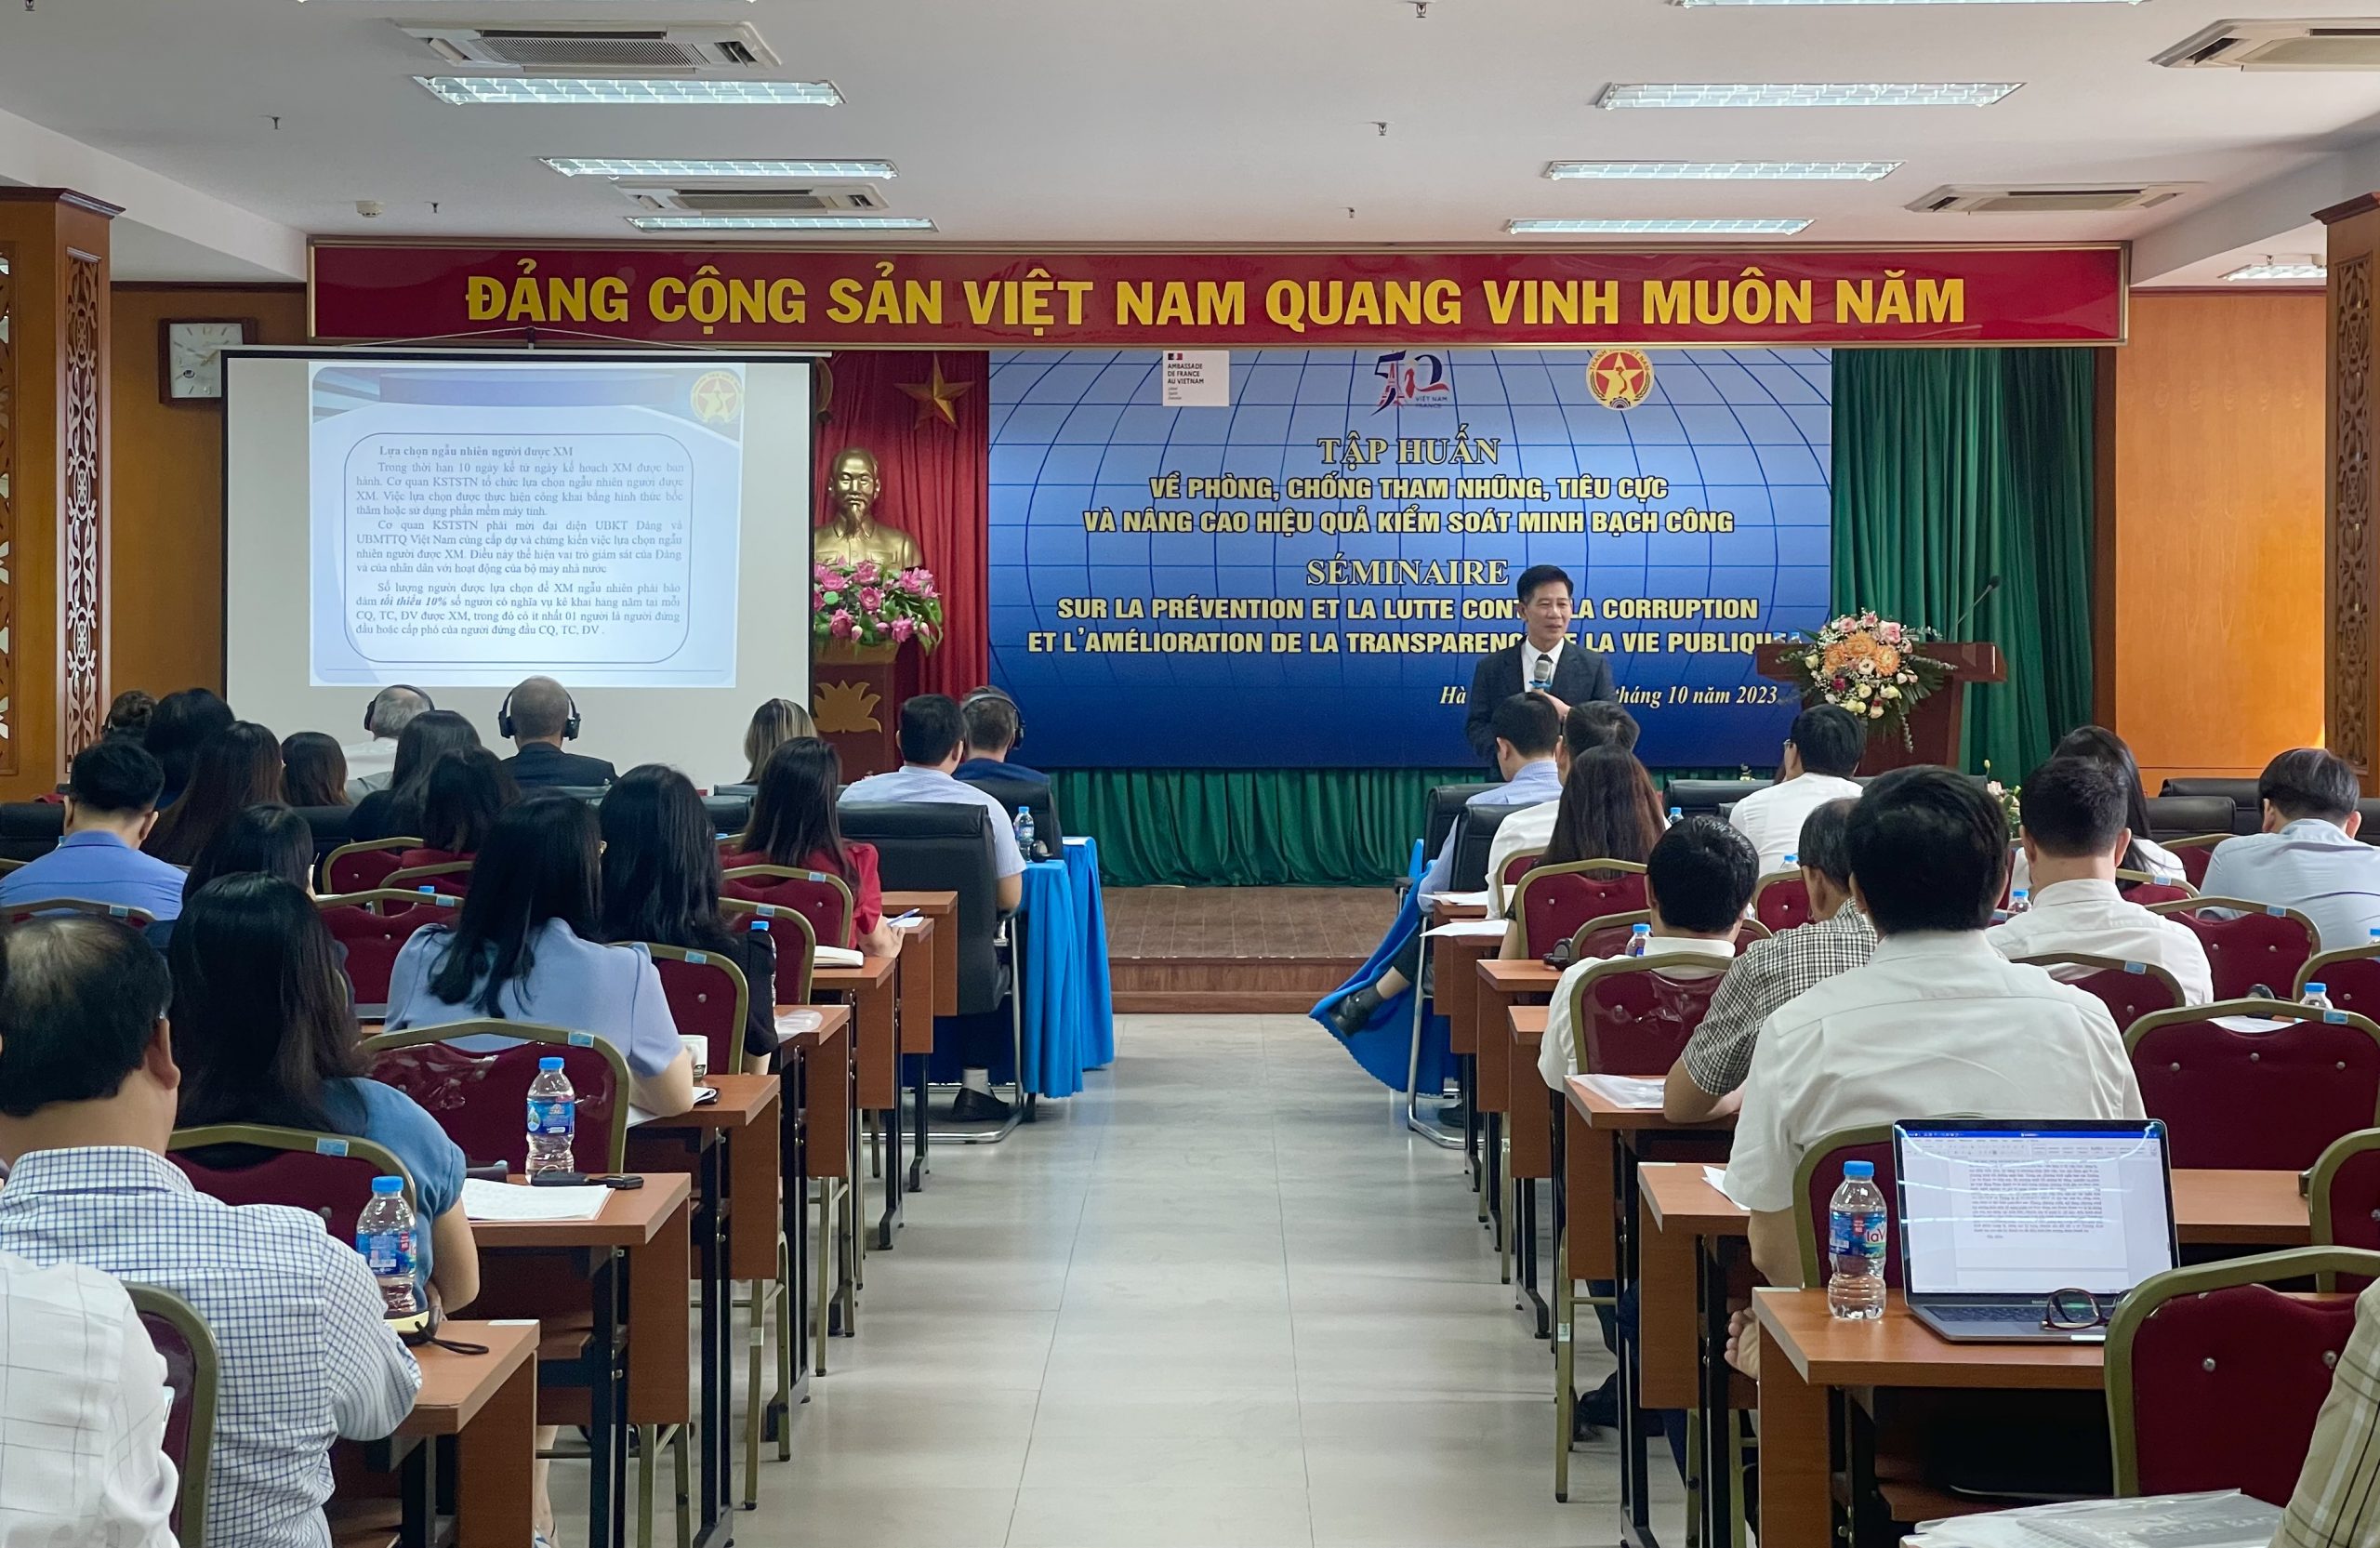 ĐẢNG CỘNG SẢN VIỆT NAM QUANG VINH MUÔN NĂM
AMBASSADE
DE FRANCE
AU VIETNAM
50
VIỆT NAM
FRANCE
TẬP HUẤN
VỀ PHÒNG, CHỐNG THAM NHŨNG, TIÊU CỰC
VÀ NÂNG CAO HIỆU QUẢ KIỂM SOÁT MINH BẠCH CÔNG
SÉMINAIRE
SUR LA PRÉVENTION ET LA LUTTE LA CORRUPTION
ET L'AMÉLIORATION DE LA LA VIE
tháng 10 năm 2023
Lựa chọn ngẫu nhiên người được XM
Trong thời hạn 10 ngày kể từ ngày kế hoạch XM được ban
hành. Cơ quan KSTSTN tổ chức lựa chọn ngẫu nhiên người được
XM. Việc lựa chọn được thực hiện công khai bằng hình thức bốc
thăm hoặc sử dụng phần mềm máy tính.
Cơ quan KSTSTN phải mời đại diện UBKT Đảng và
UBMTTQ Việt Nam cùng cấp dự và chứng kiến việc lựa chọn ngẫu
nhiên người được XM. Điều này thể hiện vai trò giám sát của Đảng
và của nhân dân với hoạt động của bộ máy nhà nước
Số lượng người được lựa chọn để XM ngẫu nhiên phải bảo
đảm tối thiểu 10% số người có nghĩa vụ kê khai hàng năm tại mỗi
CQ, TC, ĐV được XM, trong đó có ít nhất 01 người là người đứng
đầu hoặc cấp phó của người đứng đầu CQ, TC, ĐV .